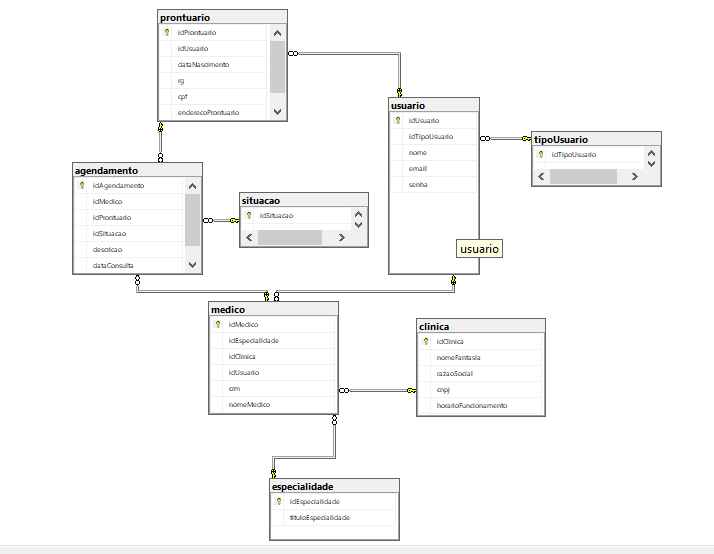 prontuario
idProntuario
idUsuario
dataNascimento
rg
cpf
enderecoProntuario
usuario
idUsuario
idTipoUsuario
nome
email
senha
tipoUsuario
idTipoUsuario
agendamento
idAgendamento
idMedico
idProntuario
idSituacao
descricao
dataConsulta
situacao
idSituacao
usuario
medico
idMedico
idEspecialidade
idClinica
idUsuario
crm
nomeMedico
clinica
idClinica
nomeFantasia
razaoSocial
cnpj
horarioFuncionamento
especialidade
idEspecialidade
tituloEspecialidade